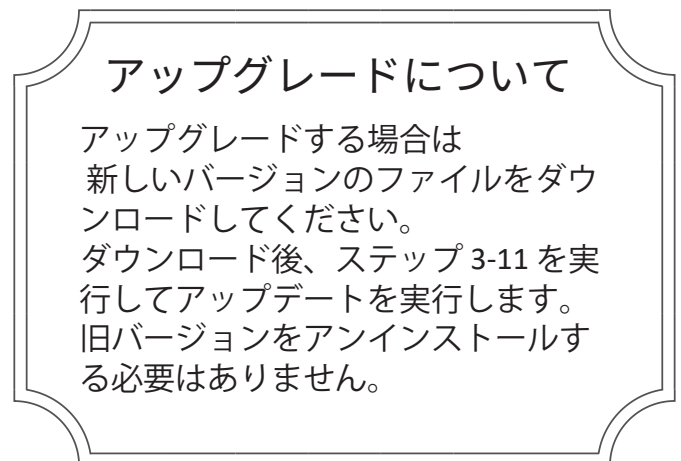 アップグレードについて
アップグレードする場合は
新しいバージョンのファイルをダウ
ンロードしてください。
ダウンロード後、ステップ 3-11 を実
行してアップデートを実行します。
旧バージョンをアンインストールす
る必要はありません。